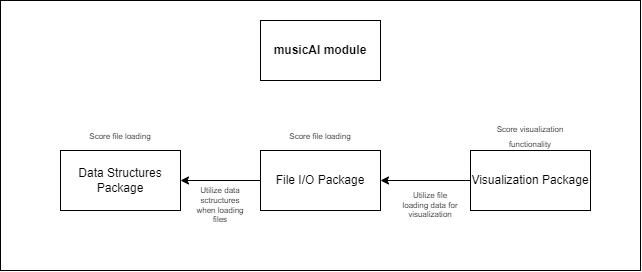 musicAI module
Score file loading
Score file loading
Score visualization
functionality
Data Structures
Package
File I/O Package
Visualization Package
Utilize data
sctructures
when loading
files
Utilize file
loading data for
visualization